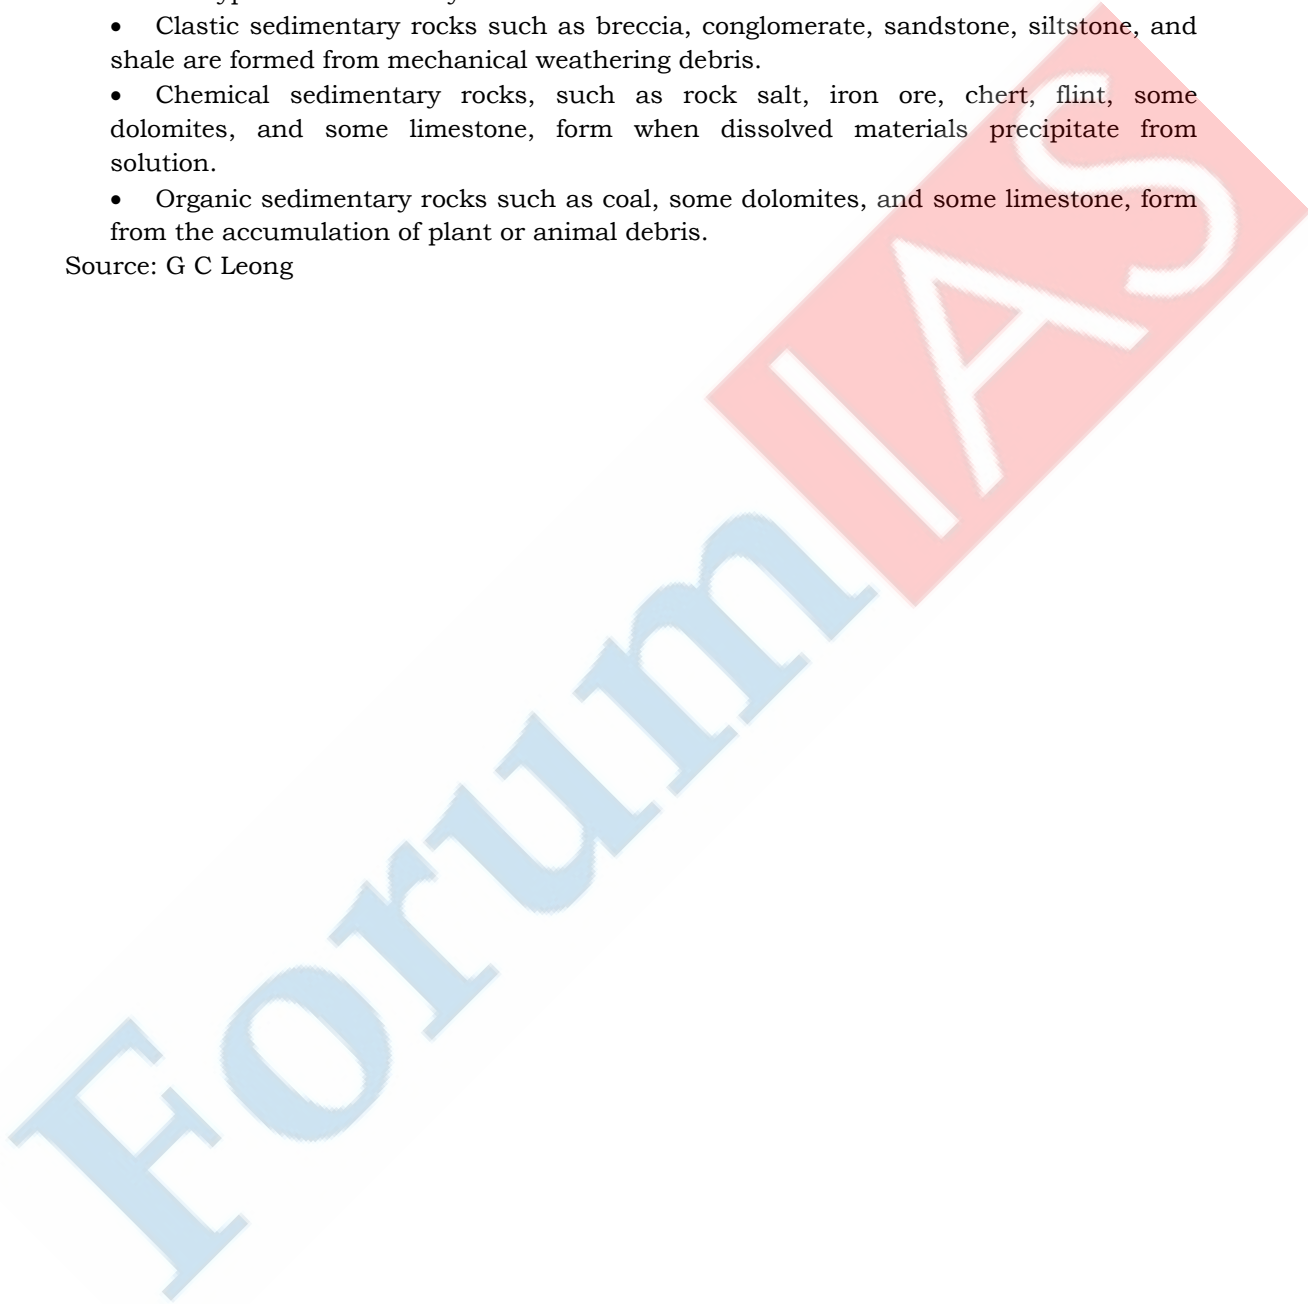 • Clastic sedimentary rocks such as breccia, conglomerate, sandstone, siltstone, and
shale are formed from mechanical weathering debris.
• Chemical sedimentary rocks, such as rock salt, iron ore, chert, flint, some
dolomites, and some limestone, form when dissolved materials precipitate from
solution.
• Organic sedimentary rocks such as coal, some dolomites, and some limestone, form
from the accumulation of plant or animal debris.
Source: G C Leong
ForumIAS